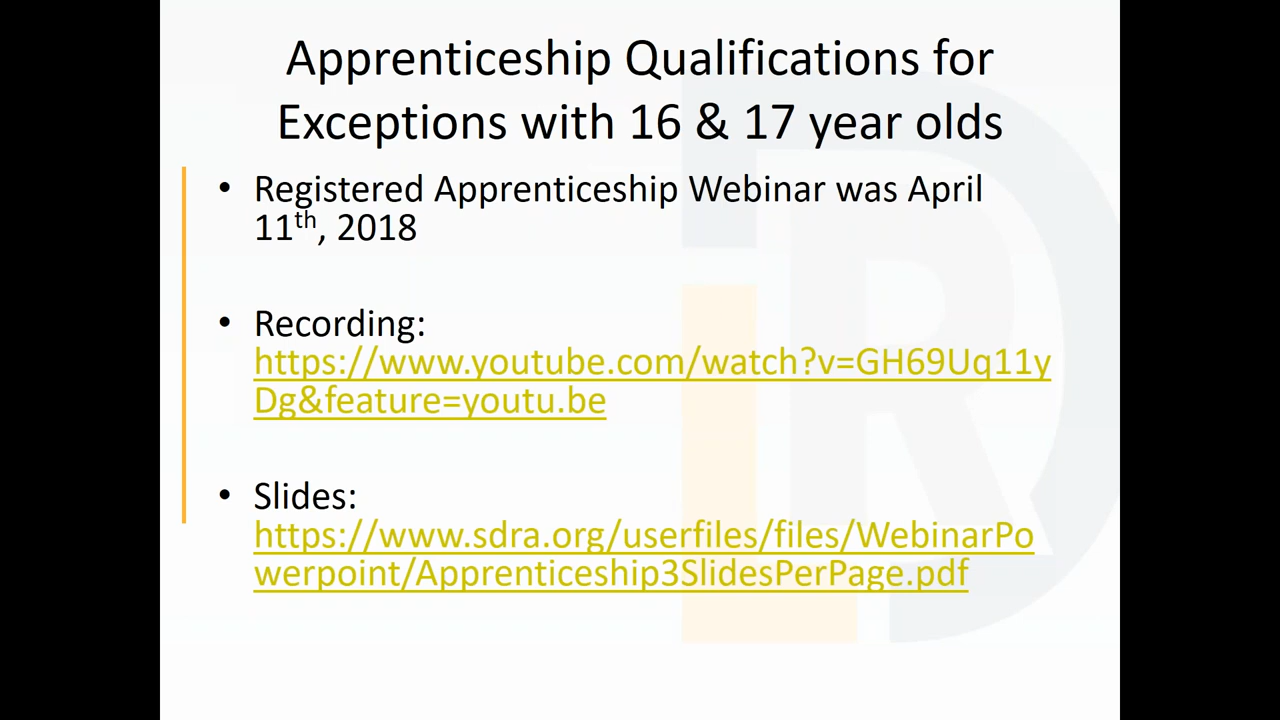 Apprenticeship Qualifications for
Exceptions with 16 & 17 year olds
• Registered Apprenticeship Webinar was April
11th, 2018
• Recording:
https://www.youtube.com/watch?v=GH69Uq11y
Dg&feature=youtu.be
• Slides:
https://www.sdra.org/userfiles/files/WebinarPo
werpoint/Apprenticeship3SlidesPerPage.pdf